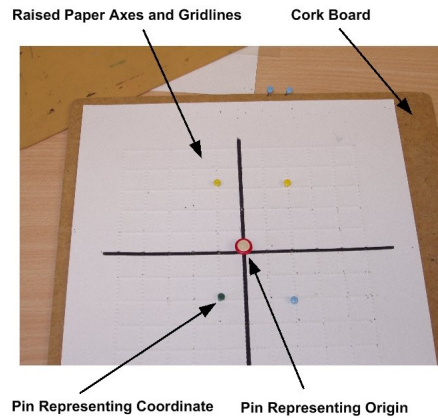 Raised Paper Axes and Gridlines
Cork Board
Pin Representing Coordinate
Pin Representing Origin